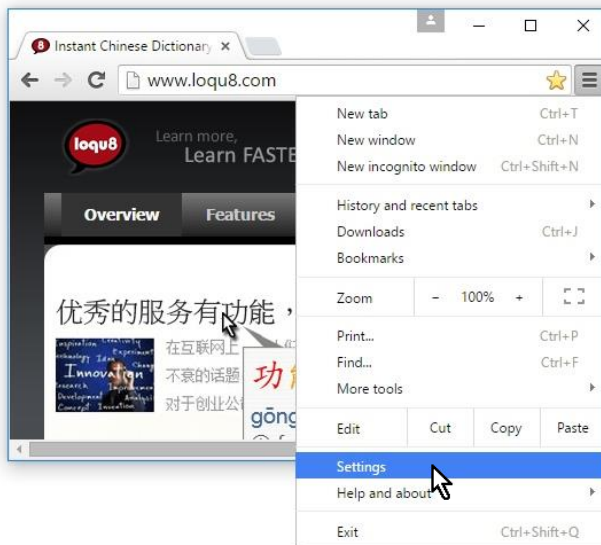 Instant Chinese Dictionary
www.loqu8.com
loqu8
Learn more,
Learn FASTE
Overview Features
优秀的服务有功能，
Innovation
在互联网上
不衰的话题
对于创业公
功
gōng
New tab Ctrl+T
New window Ctrl+N
New incognito window Ctrl+Shift+N
History and recent tabs
Downloads Ctrl+J
Bookmarks
Zoom - 100% +
Print... Ctrl+P
Find... Ctrl+F
More tools
Edit Cut Copy Paste
Settings
Help and about
Exit Ctrl+Shift+Q